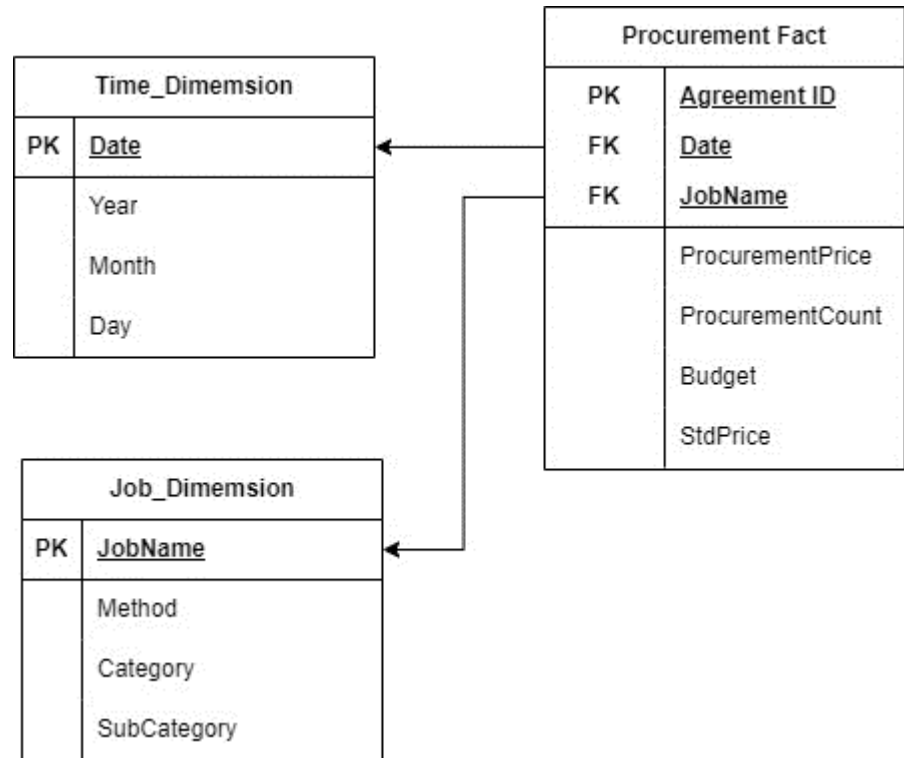 Procurement Fact
PK Agreement ID
FK Date
FK JobName
ProcurementPrice
ProcurementCount
Budget
StdPrice
Time_Dimemsion
PK Date
Year
Month
Day
Job_Dimemsion
PK JobName
Method
Category
SubCategory